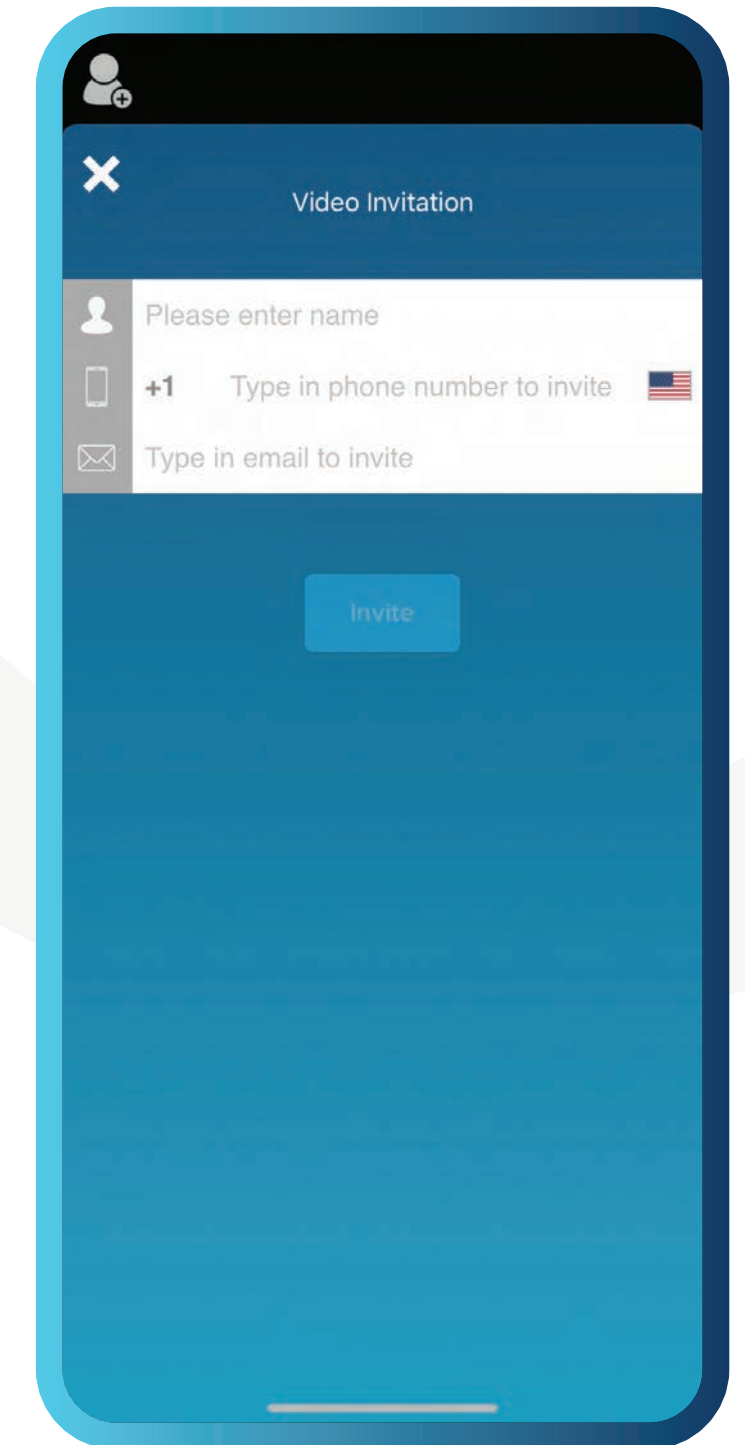 Video Invitation
Please enter name
+1 Type in phone number to invite
Type in email to invite
Invite